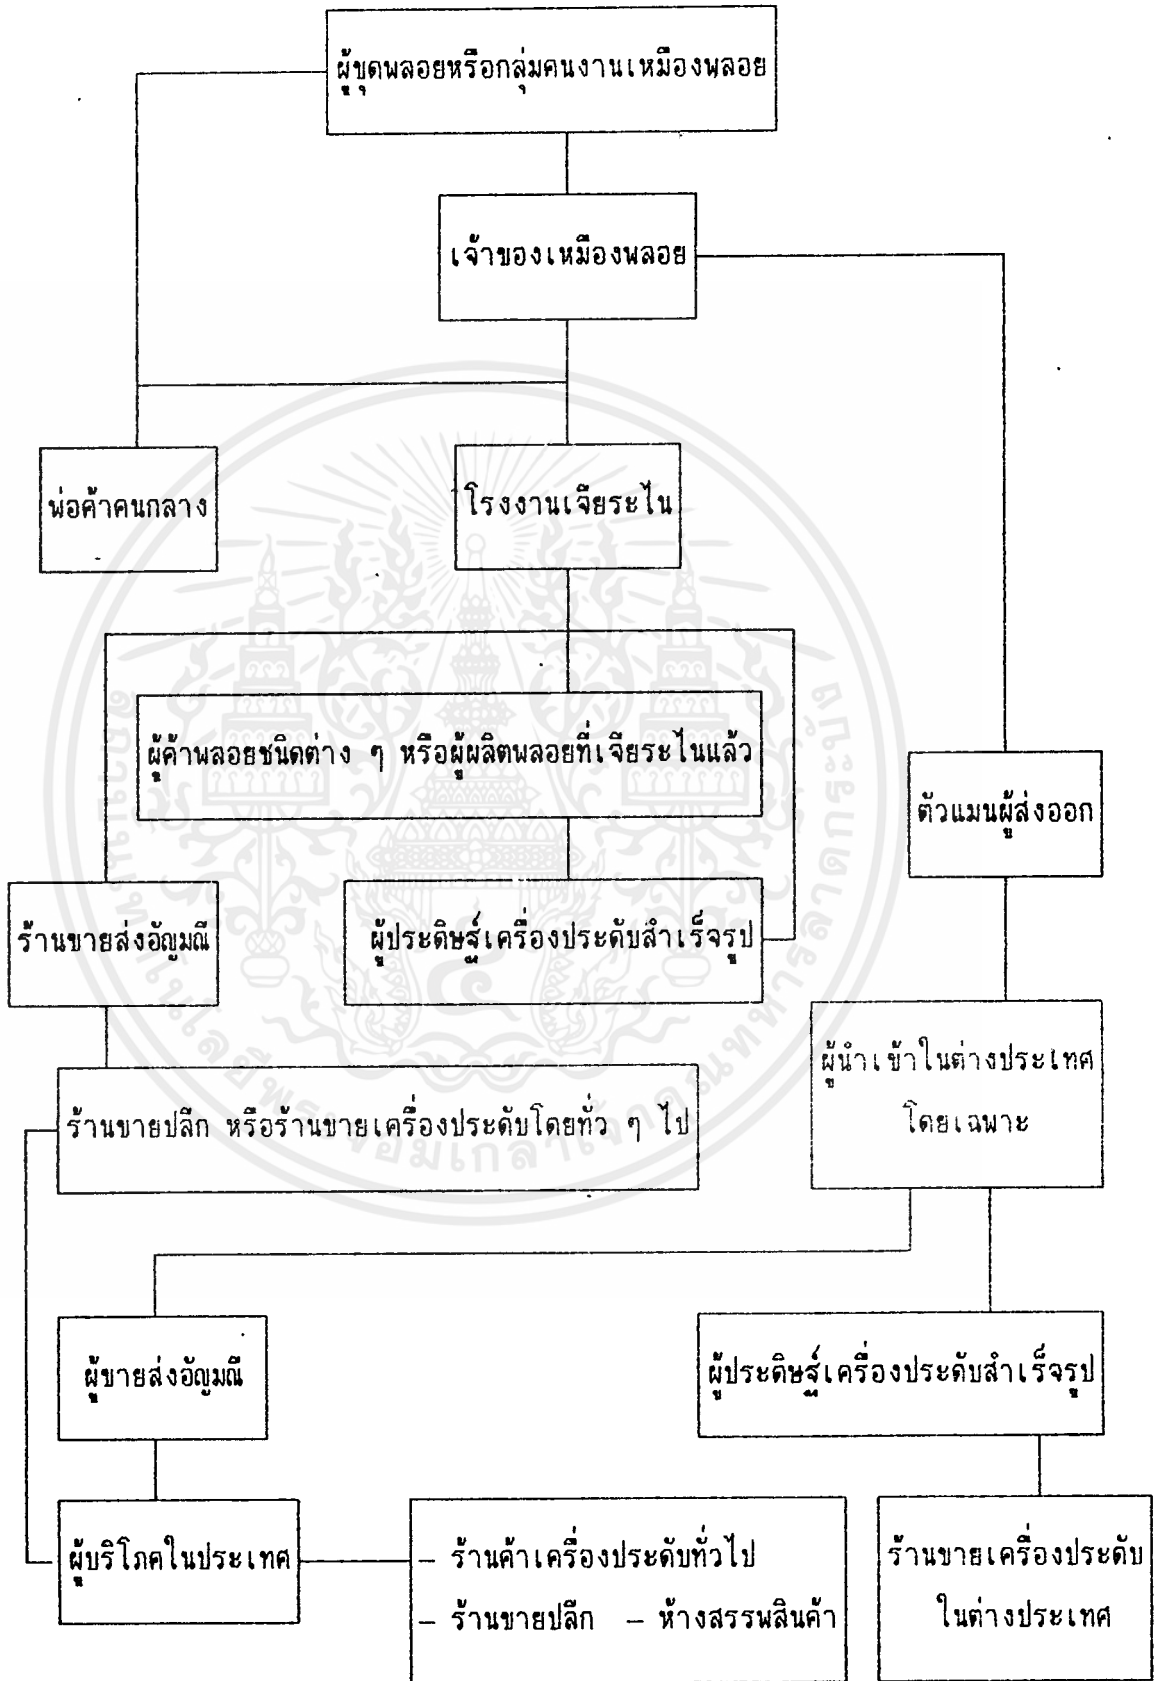 ผู้ขุดพลอยหรือกลุ่มคนงานเหมืองพลอย
เจ้าของเหมืองพลอย
พ่อค้าคนกลาง
โรงงานเจียระไน
ผู้ค้าพลอยชนิดต่าง ๆ หรือผู้ผลิตพลอยที่เจียระไนแล้ว
ตัวแมนผู้ส่งออก
ร้านขายส่งอัญมณี
ผู้ประดิษฐ์เครื่องประดับสำเร็จรูป
ผู้นำเข้าในต่างประเทศ
โดยเฉพาะ
ร้านขายปลีก หรือร้านขายเครื่องประดับโดยทั่ว ๆ ไป
ผู้ขายส่งอัญมณี
ผู้ประดิษฐ์เครื่องประดับสำเร็จรูป
ผู้บริโภคในประเทศ
– ร้านค้าเครื่องประดับทั่วไป
– ร้านขายปลีก – ห้างสรรพสินค้า
ร้านขายเครื่องประดับ
ในต่างประเทศ